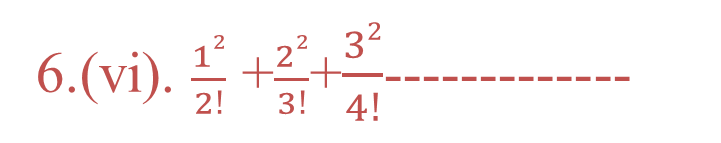 6.(vi). 1²/2! + 2²/3! + 3²/4! -------------